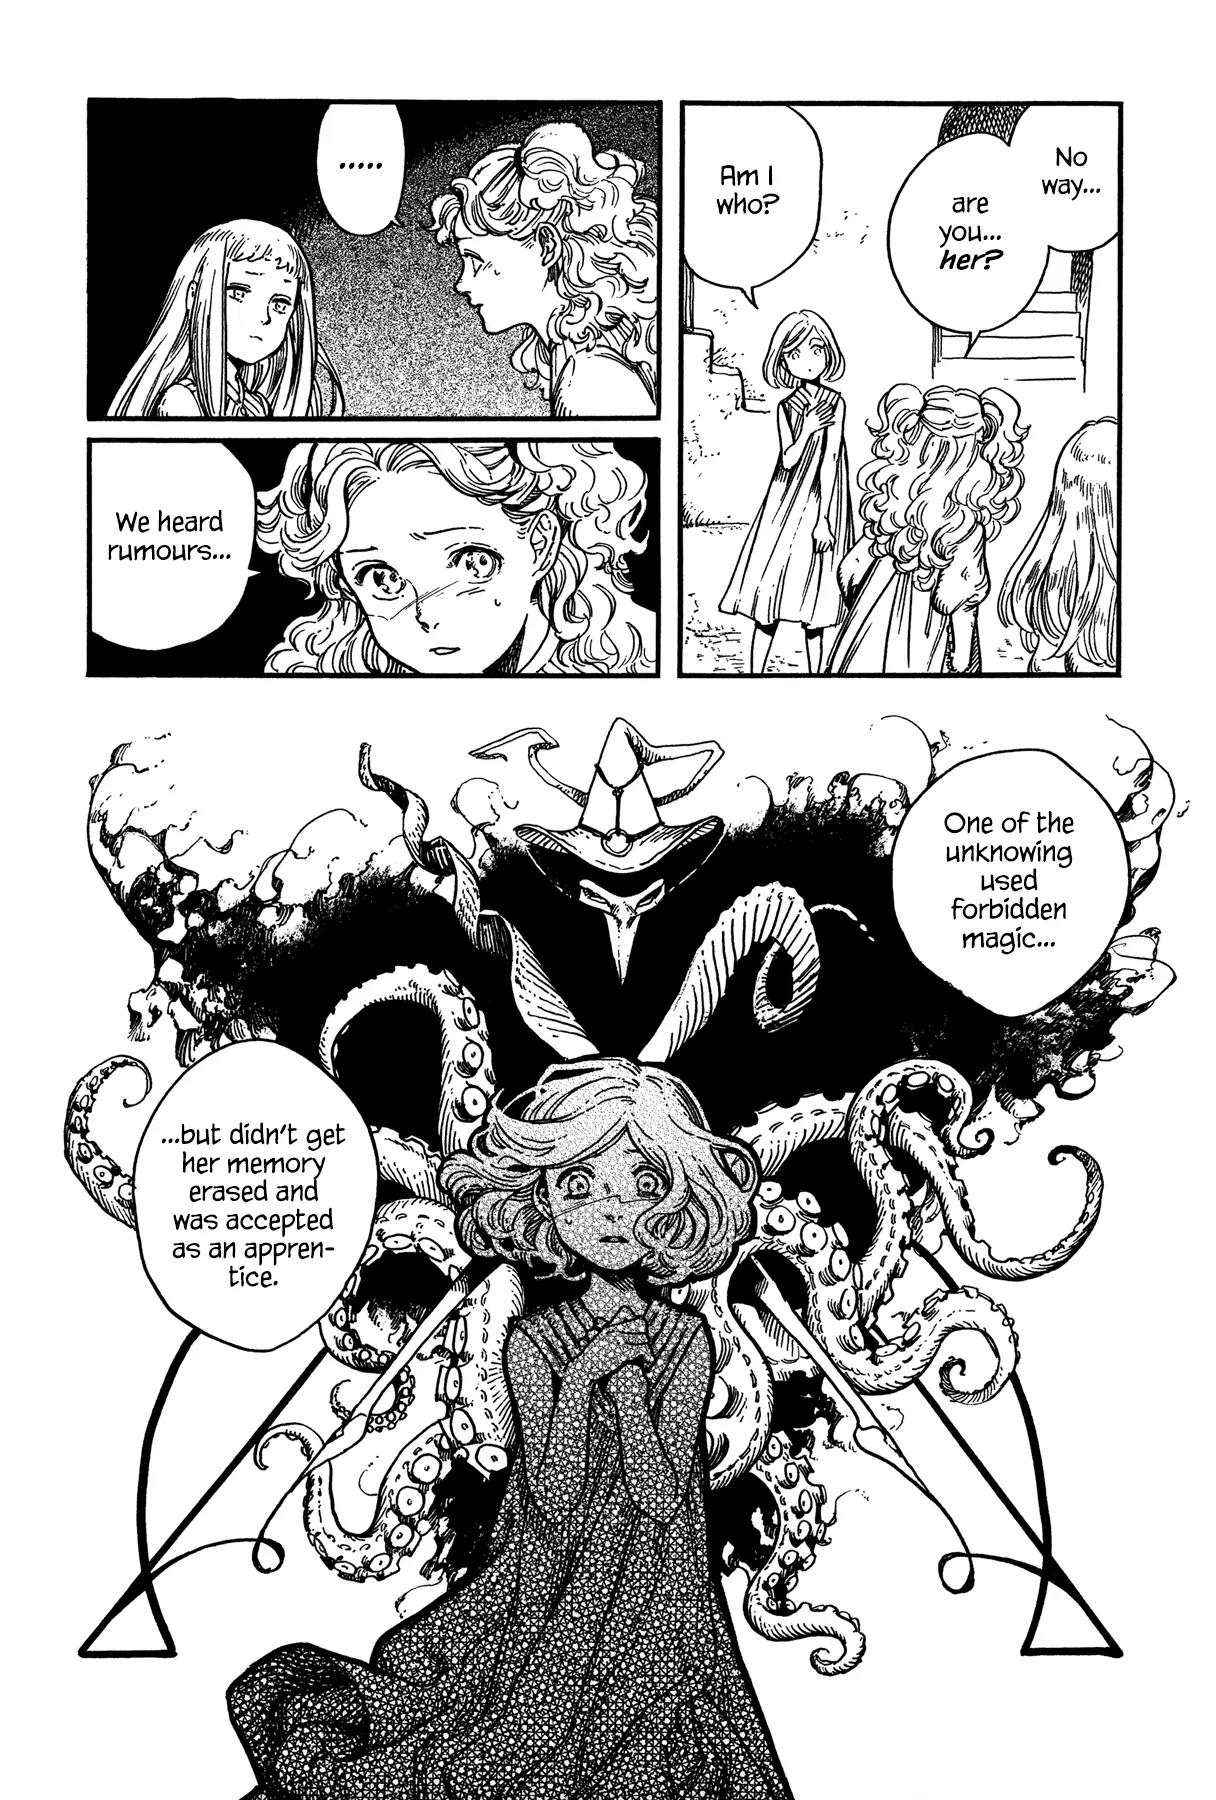 No
way...
are
you...
her?
Am I
who?
.....
We heard
rumours...
One of the
unknowing
used
forbidden
magic...
...but didn't get
her memory
erased and
was accepted
as an appren-
tice.